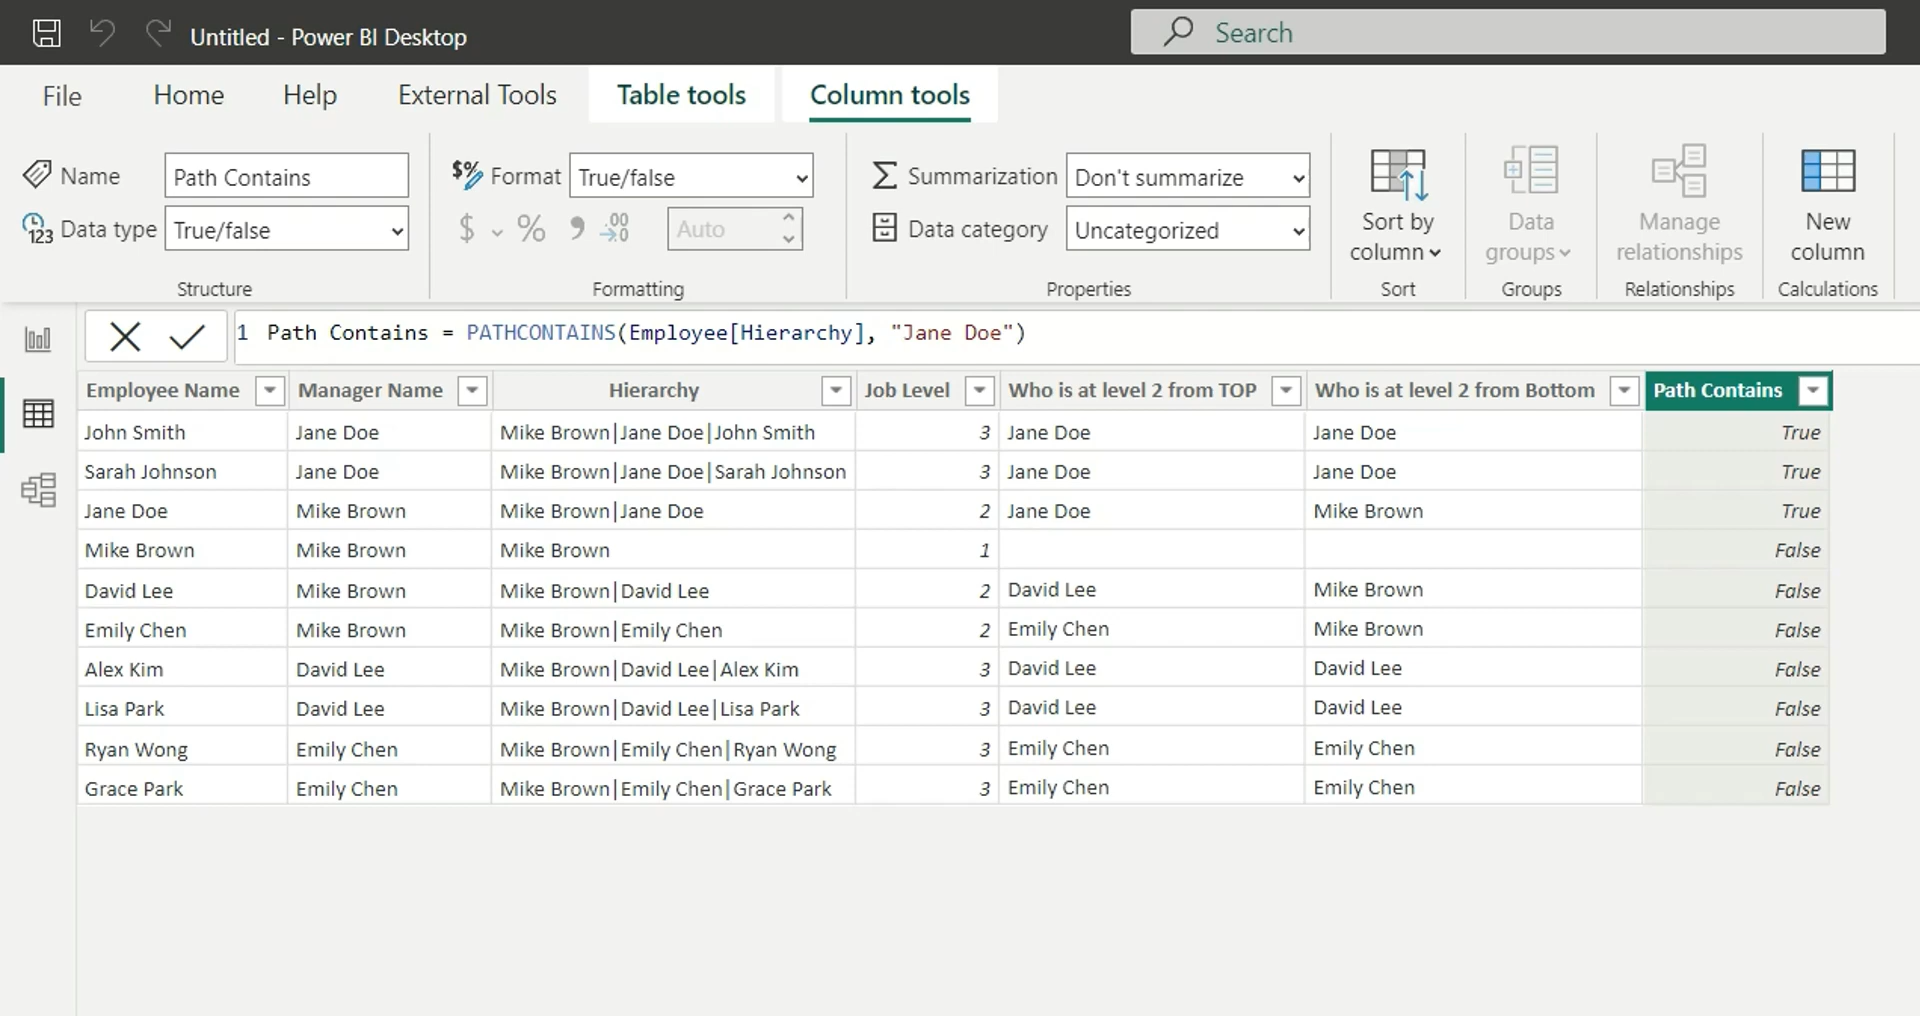 Untitled - Power BI Desktop
Search
File Home Help External Tools Table tools Column tools
Name Path Contains
Data type True/false
Structure
$% Format True/false
$ % , .00 →.0 Auto
Formatting
Summarization Don't summarize
Data category Uncategorized
Properties
Sort by
column
Sort
Data
groups
Groups
Manage
relationships
Relationships
New
column
Calculations
1 Path Contains = PATHCONTAINS(Employee[Hierarchy], "Jane Doe")
Employee Name Manager Name Hierarchy Job Level Who is at level 2 from TOP Who is at level 2 from Bottom Path Contains
John Smith Jane Doe Mike Brown|Jane Doe|John Smith 3 Jane Doe Jane Doe True
Sarah Johnson Jane Doe Mike Brown|Jane Doe|Sarah Johnson 3 Jane Doe Jane Doe True
Jane Doe Mike Brown Mike Brown|Jane Doe 2 Jane Doe Mike Brown True
Mike Brown Mike Brown Mike Brown 1 False
David Lee Mike Brown Mike Brown|David Lee 2 David Lee Mike Brown False
Emily Chen Mike Brown Mike Brown|Emily Chen 2 Emily Chen Mike Brown False
Alex Kim David Lee Mike Brown|David Lee|Alex Kim 3 David Lee David Lee False
Lisa Park David Lee Mike Brown|David Lee|Lisa Park 3 David Lee David Lee False
Ryan Wong Emily Chen Mike Brown|Emily Chen|Ryan Wong 3 Emily Chen Emily Chen False
Grace Park Emily Chen Mike Brown|Emily Chen|Grace Park 3 Emily Chen Emily Chen False